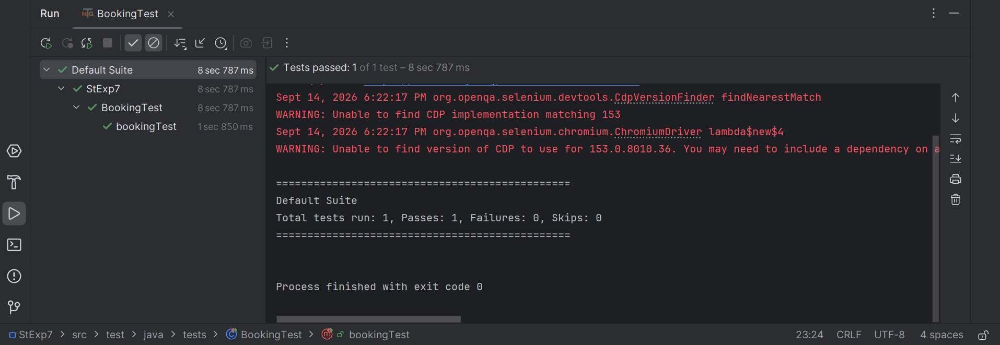 Run BookingTest
Default Suite 8 sec 787 ms
StExp7 8 sec 787 ms
BookingTest 8 sec 787 ms
bookingTest 1 sec 850 ms
Tests passed: 1 of 1 test – 8 sec 787 ms
Sept 14, 2026 6:22:17 PM org.openqa.selenium.devtools.CdpVersionFinder findNearestMatch
WARNING: Unable to find CDP implementation matching 153
Sept 14, 2026 6:22:17 PM org.openqa.selenium.chromium.ChromiumDriver lambda$new$4
WARNING: Unable to find version of CDP to use for 153.0.8010.36. You may need to include a dependency on a
===============================================
Default Suite
Total tests run: 1, Passes: 1, Failures: 0, Skips: 0
===============================================
Process finished with exit code 0
StExp7 > src > test > java > tests > BookingTest > bookingTest 23:24 CRLF UTF-8 4 spaces